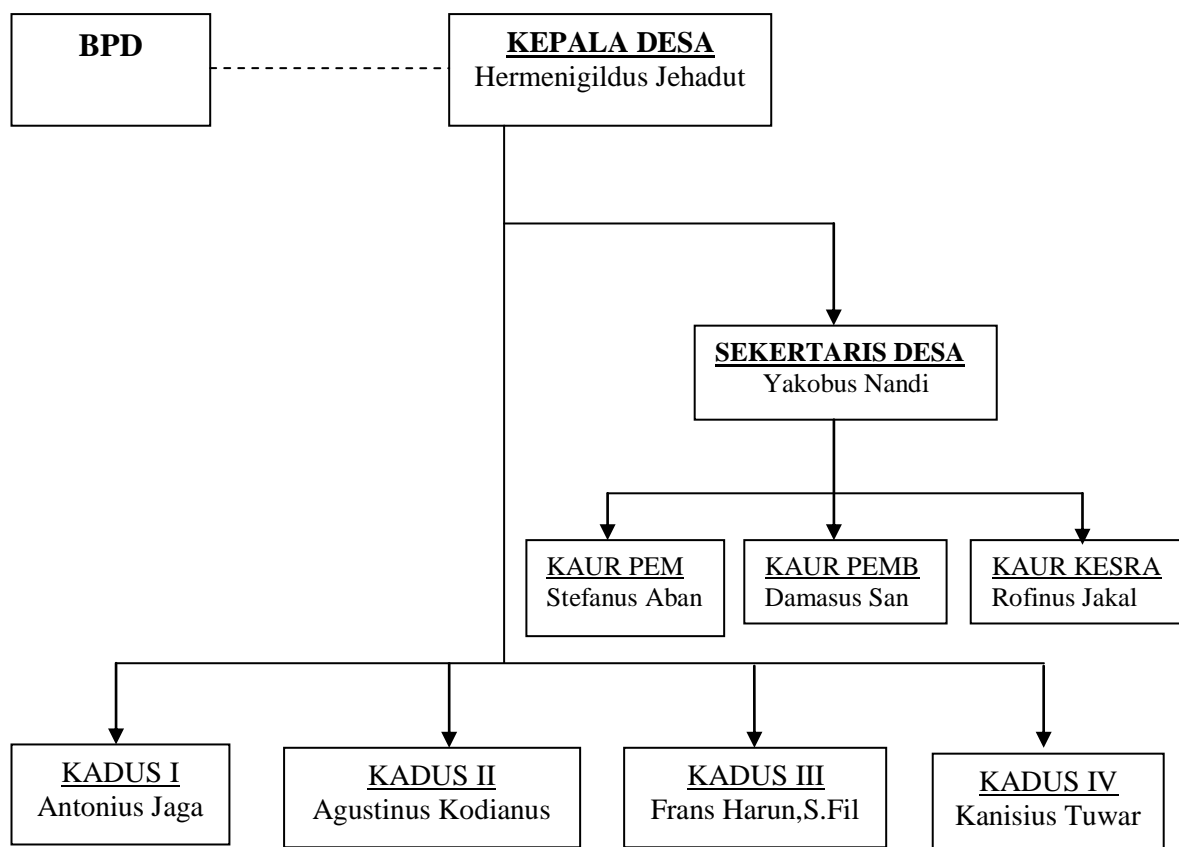 BPD
KEPALA DESA
Hermenigildus Jehadut
SEKERTARIS DESA
Yakobus Nandi
KAUR PEM
Stefanus Aban
KAUR PEMB
Damasus San
KAUR KESRA
Rofinus Jakal
KADUS I
Antonius Jaga
KADUS II
Agustinus Kodianus
KADUS III
Frans Harun,S.Fil
KADUS IV
Kanisius Tuwar